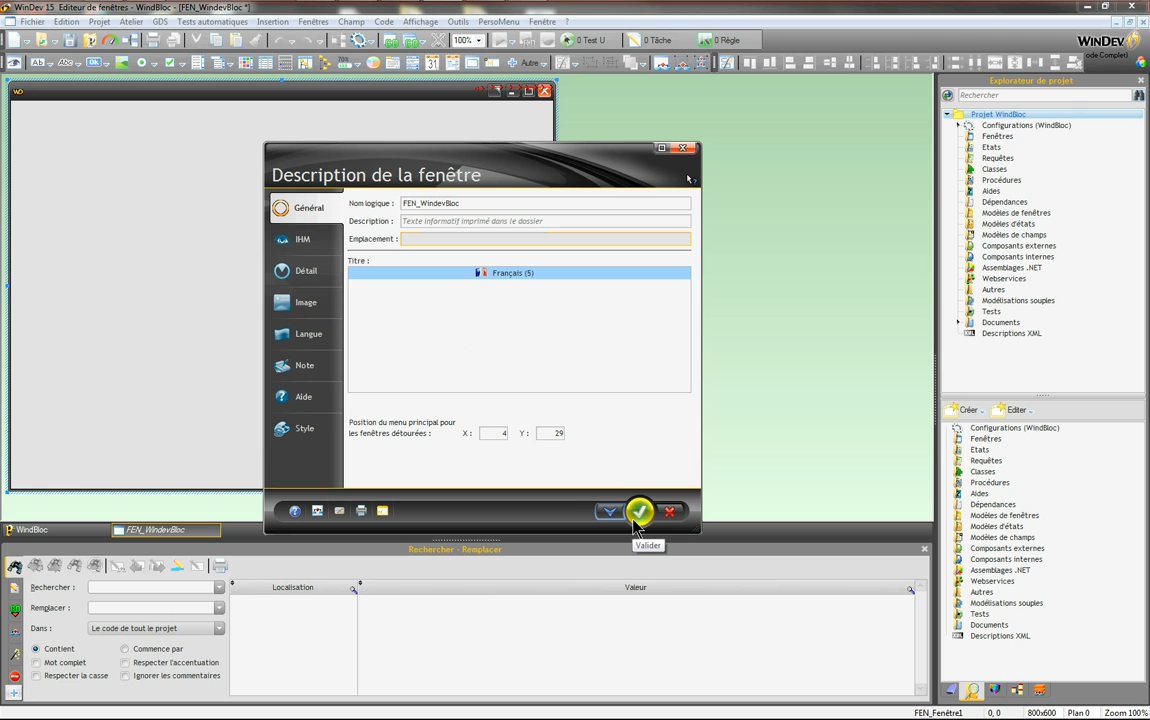 WinDev 15 Editeur de fenêtres - WindBloc - [FEN_WindevBloc *]
Fichier Edition Projet Atelier GDS Tests automatiques Insertion Fenêtres Champ Code Affichage Outils PersoMenu Fenêtre ?
100% 0 Test U 0 Tâche 0 Règle
WINDEV
Autre
Explorateur de projet
Rechercher
Projet WindBloc
Configurations (WindBloc)
Fenêtres
Etats
Requêtes
Classes
Procédures
Aides
Dépendances
Modèles de fenêtres
Modèles d'états
Modèles de champs
Composants externes
Composants internes
Assemblages .NET
Webservices
Autres
Modélisations souples
Tests
Documents
Descriptions XML
Description de la fenêtre
Général
IHM
Détail
Image
Langue
Note
Aide
Style
Nom logique : FEN_WindevBloc
Description : Texte informatif imprimé dans le dossier
Emplacement :
Titre :
Français (5)
Position du menu principal pour
les fenêtres détourées : X : 4 Y : 29
Valider
Créer Editer
Configurations (WindBloc)
Fenêtres
Etats
Requêtes
Classes
Procédures
Aides
Dépendances
Modèles de fenêtres
Modèles d'états
Modèles de champs
Composants externes
Composants internes
Assemblages .NET
Webservices
Autres
Modélisations souples
Tests
Documents
Descriptions XML
WindBloc FEN_WindevBloc
Rechercher - Remplacer
Rechercher :
Remplacer :
Dans : Le code de tout le projet
Contient Commence par
Mot complet Respecter l'accentuation
Respecter la casse Ignorer les commentaires
Localisation Valeur
FEN_Fenêtre1 0, 0 800x600 Plan 0 Zoom 100%